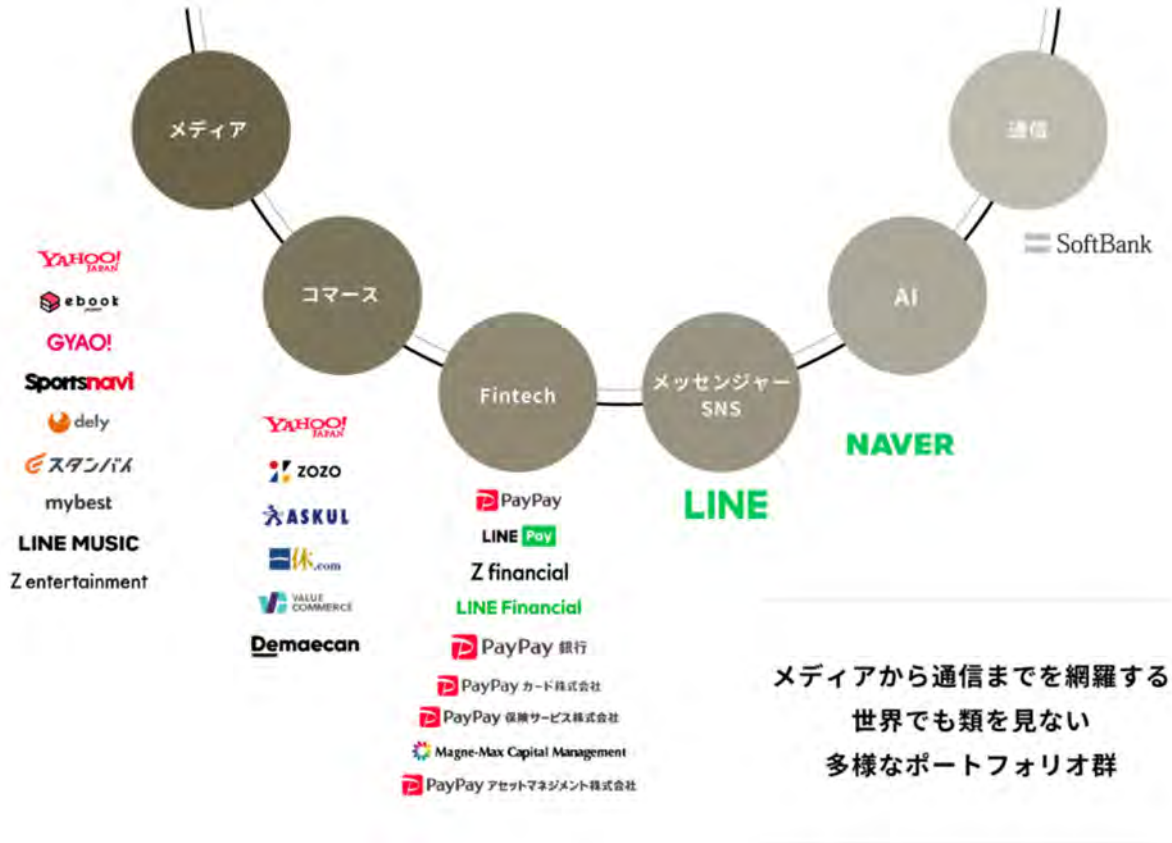 メディア
YAHOO!
JAPAN
ebook
GYAO!
Sportsnavi
dely
スタンバイ
mybest
LINE MUSIC
Z entertainment
コマース
YAHOO!
JAPAN
ZOZO
ASKUL
一休.com
VALUE
COMMERCE
Demaecan
Fintech
PayPay
LINE Pay
Z financial
LINE Financial
PayPay 銀行
PayPay カード株式会社
PayPay 保険サービス株式会社
Magne-Max Capital Management
PayPay アセットマネジメント株式会社
メッセンジャー
SNS
LINE
AI
NAVER
通信
SoftBank
メディアから通信までを網羅する
世界でも類を見ない
多様なポートフォリオ群